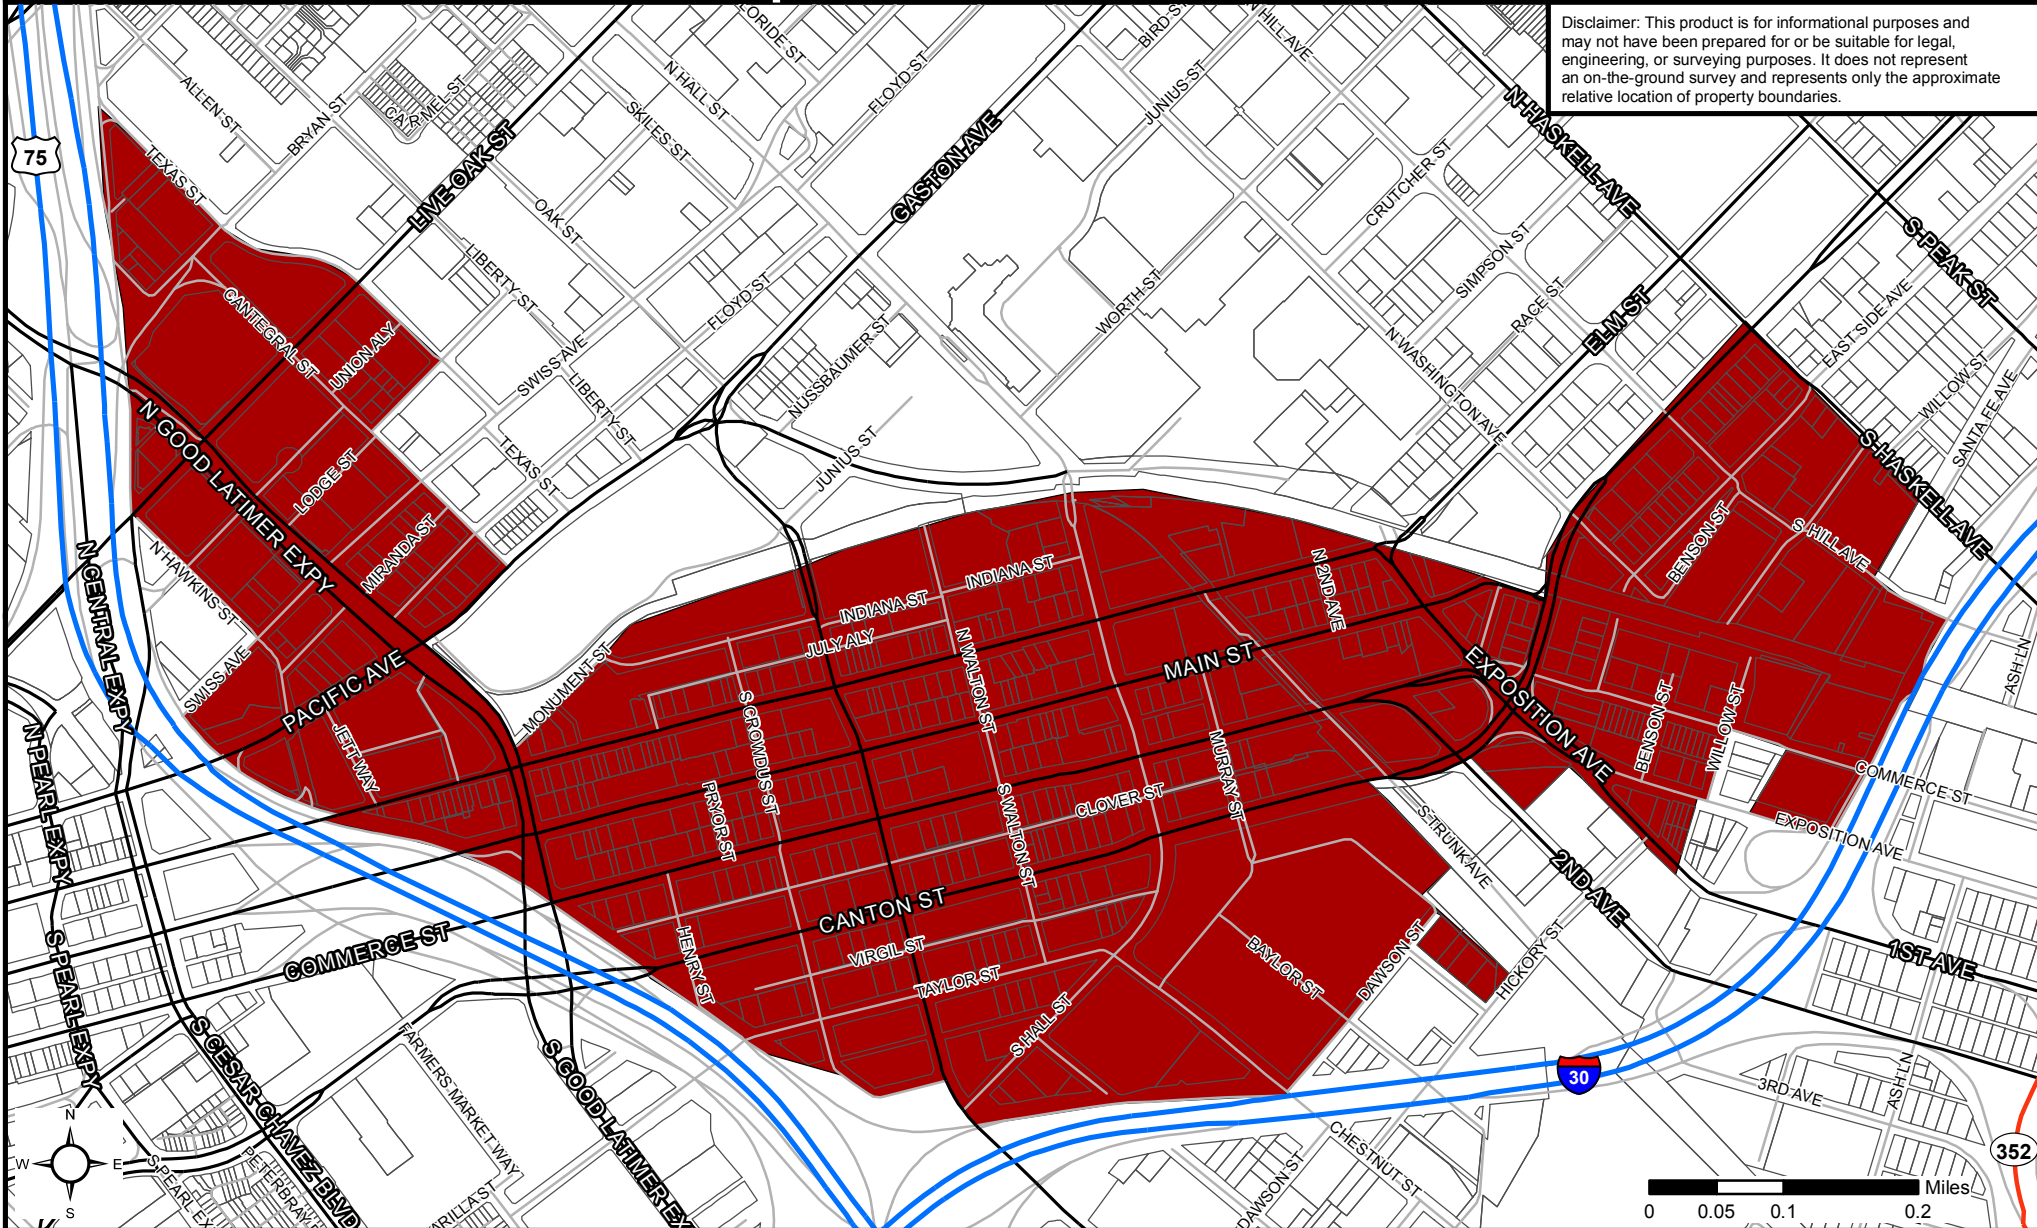 Disclaimer: This product is for informational purposes and
may not have been prepared for or be suitable for legal,
engineering, or surveying purposes. It does not represent
an on-the-ground survey and represents only the approximate
relative location of property boundaries.
75
ALLEN ST
BRYAN ST
CARMEL ST
TEXAS ST
LIVE OAK ST
N HALL ST
SKILES ST
FLOYD ST
BIRD ST
N HILL AVE
JUNIUS ST
GASTON AVE
N HASKELL AVE
CRUTCHER ST
S PEAK ST
OAK ST
LIBERTY ST
FLOYD ST
SIMPSON ST
WORTH ST
RACE ST
ELM ST
EAST SIDE AVE
CANTEGRAL ST
UNION ALY
SWISS AVE
LIBERTY ST
NUSSBAUMER ST
N WASHINGTON AVE
WILLOW ST
SANTA FE AVE
S HASKELL AVE
N GOOD LATIMER EXPY
LODGE ST
TEXAS ST
JUNIUS ST
MIRANDA ST
N HAWKINS ST
N CENTRAL EXPY
BENSON ST
S HILL AVE
INDIANA ST
INDIANA ST
N 2ND AVE
JULY ALY
N WALTON ST
MAIN ST
EXPOSITION AVE
SWISS AVE
PACIFIC AVE
MONUMENT ST
JETT WAY
ASH LN
N PEARL EXPY
S CROWDUS ST
BENSON ST
WILLOW ST
MURRAY ST
COMMERCE ST
PRYOR ST
S WALTON ST
CLOVER ST
S TRUNK AVE
EXPOSITION AVE
2ND AVE
CANTON ST
VIRGIL ST
HENRY ST
TAYLOR ST
COMMERCE ST
S PEARL EXPY
BAYLOR ST
DAWSON ST
HICKORY ST
1ST AVE
S HALL ST
S CESAR CHAVEZ BLVD
FARMERS MARKET WAY
S GOOD LATIMER EX
30
3RD AVE
ASH LN
CHESTNUT ST
DAWSON ST
352
N
W
E
S
S PEARL EX
Miles
0
0.05
0.1
0.2